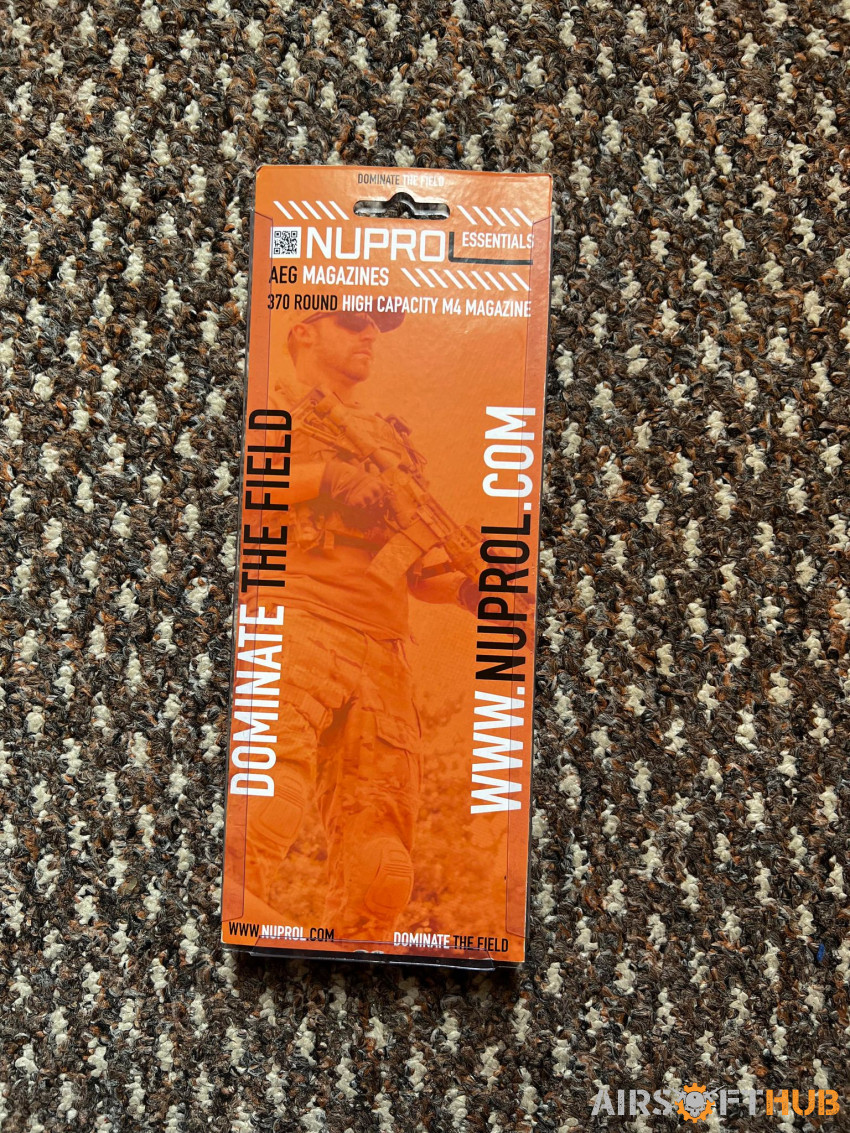 DOMINATE THE FIELD
NUPROL ESSENTIALS
AEG MAGAZINES
370 ROUND HIGH CAPACITY M4 MAGAZINE
DOMINATE THE FIELD
WWW.NUPROL.COM
WWW.NUPROL.COM
DOMINATE THE FIELD
AIRSOFTHUB